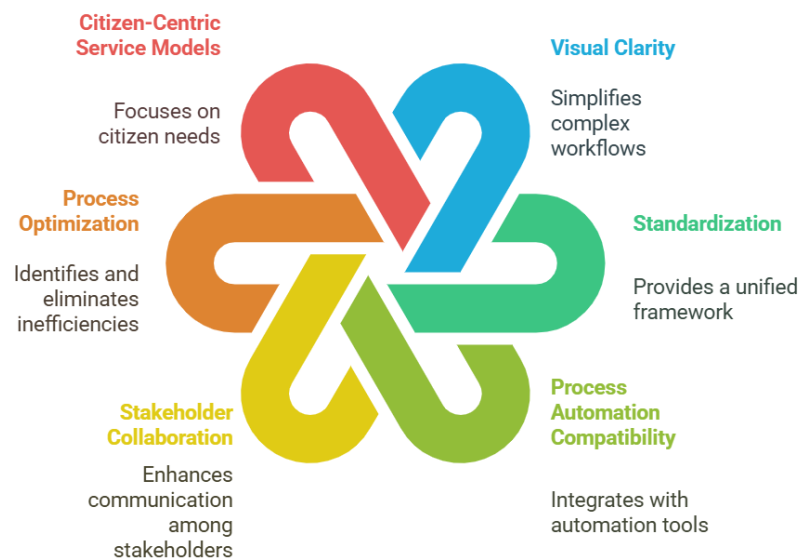 Citizen-Centric
Service Models
Focuses on
citizen needs
Visual Clarity
Simplifies
complex
workflows
Process
Optimization
Identifies and
eliminates
inefficiencies
Standardization
Provides a unified
framework
Stakeholder
Collaboration
Enhances
communication
among
stakeholders
Process
Automation
Compatibility
Integrates with
automation tools